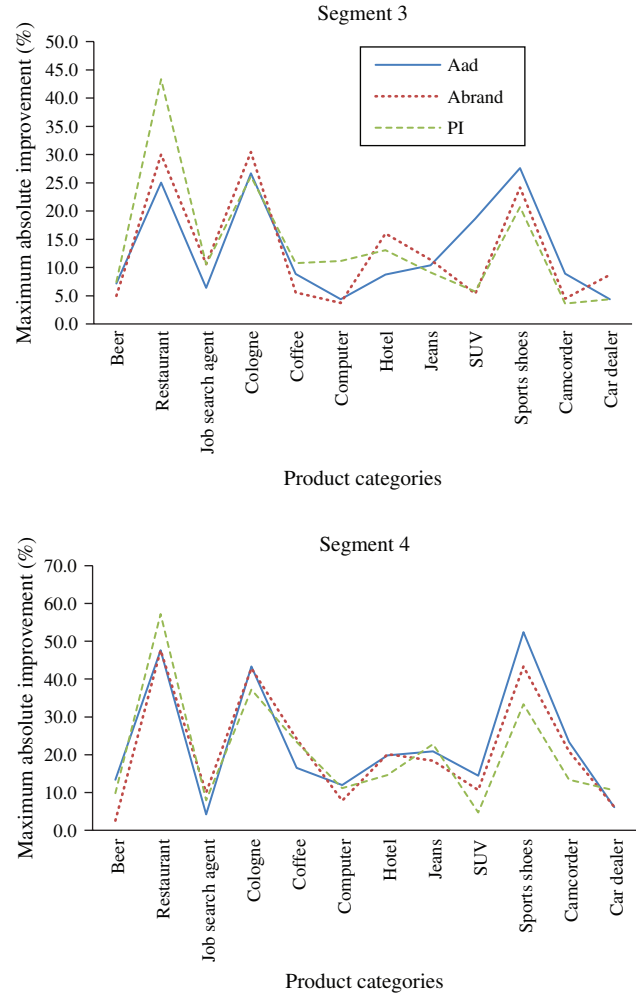 Segment 3
Maximum absolute improvement (%)
50.0
45.0
40.0
35.0
30.0
25.0
20.0
15.0
10.0
5.0
0.0
Aad
Abrand
PI
Beer
Restaurant
Job search agent
Cologne
Coffee
Computer
Hotel
Jeans
SUV
Sports shoes
Camcorder
Car dealer
Product categories
Segment 4
Maximum absolute improvement (%)
70.0
60.0
50.0
40.0
30.0
20.0
10.0
0.0
Beer
Restaurant
Job search agent
Cologne
Coffee
Computer
Hotel
Jeans
SUV
Sports shoes
Camcorder
Car dealer
Product categories